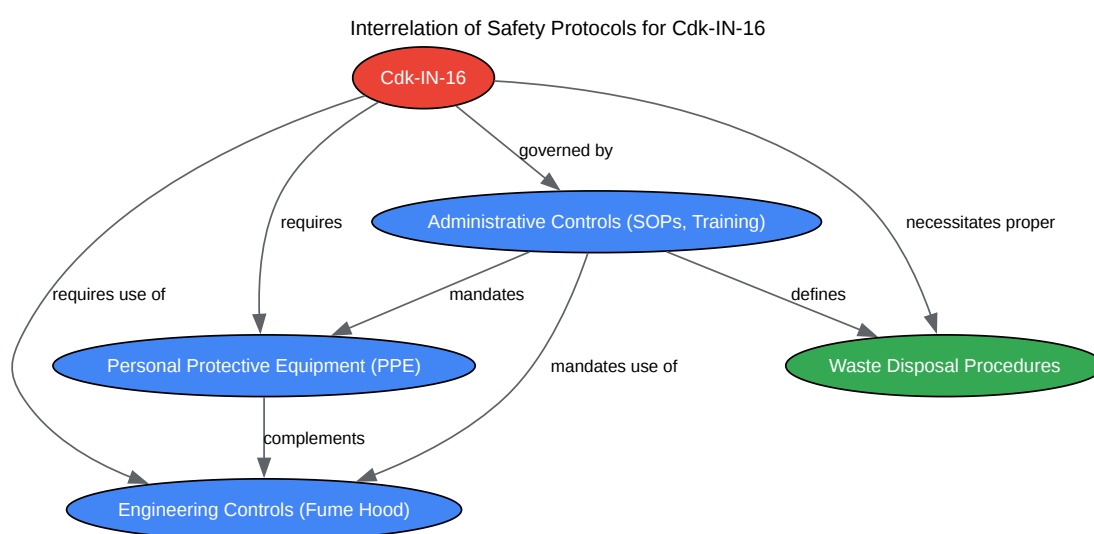 Interrelation of Safety Protocols for Cdk-IN-16
Cdk-IN-16
governed by
Administrative Controls (SOPs, Training)
requires
necessitates proper
requires use of
mandates
defines
Personal Protective Equipment (PPE)
mandates use of
Waste Disposal Procedures
complements
Engineering Controls (Fume Hood)